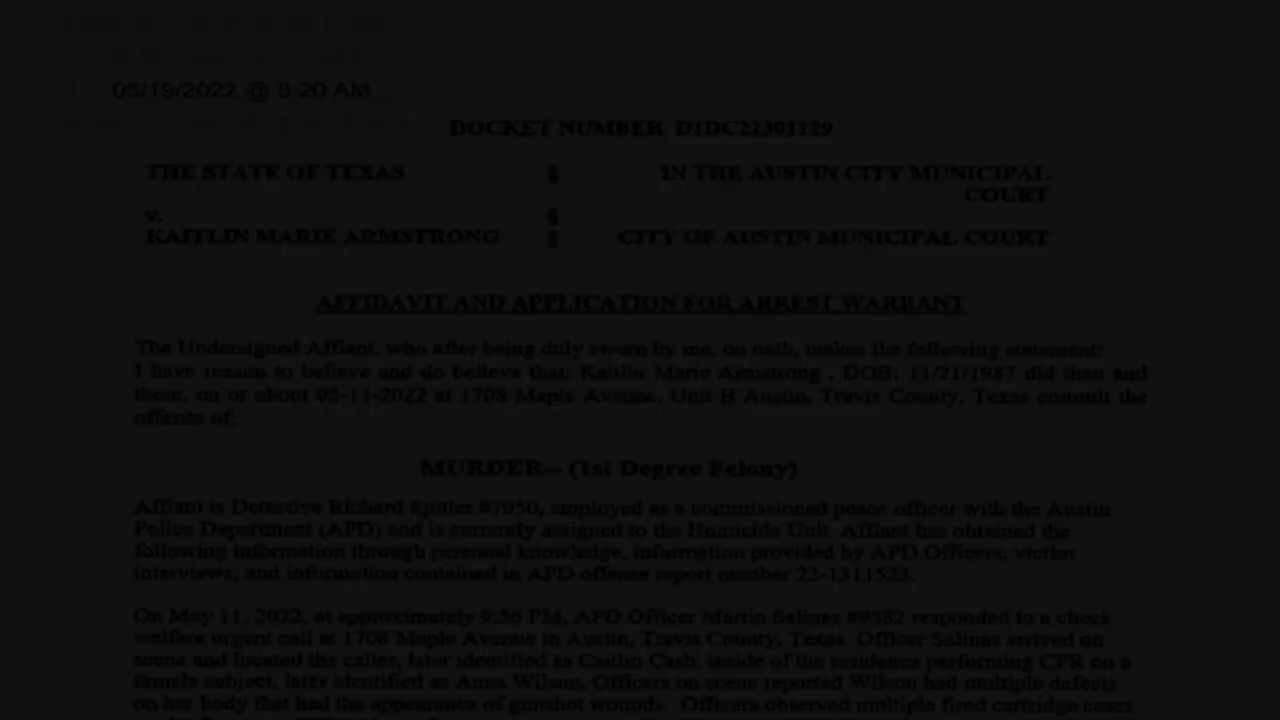 05/19/2022 @ 8:20 AM
DOCKET NUMBER D1DC22301129
THE STATE OF TEXAS § IN THE AUSTIN CITY MUNICIPAL
COURT
v. §
KAITLIN MARIE ARMSTRONG § CITY OF AUSTIN MUNICIPAL COURT
AFFIDAVIT AND APPLICATION FOR ARREST WARRANT
The Undersigned Affiant, who after being duly sworn by me, on oath, makes the following statement:
I have reason to believe and do believe that: Kaitlin Marie Armstrong , DOB: 11/21/1987 did then and
there, on or about 05-11-2022 at 1708 Maple Avenue, Unit B Austin, Travis County, Texas commit the
offense of:
MURDER– (1st Degree Felony)
Affiant is Detective Richard Spitler #7950, employed as a commissioned peace officer with the Austin
Police Department (APD) and is currently assigned to the Homicide Unit. Affiant has obtained the
following information through personal knowledge, information provided by APD Officers, victim
interviews, and information contained in APD offense report number 22-1311523.
On May 11, 2022, at approximately 9:56 PM, APD Officer Martin Salinas #9382 responded to a check
welfare urgent call at 1708 Maple Avenue in Austin, Travis County, Texas. Officer Salinas arrived on
scene and located the caller, later identified as Caitlin Cash, inside of the residence performing CPR on a
female subject, later identified as Anna Wilson. Officers on scene reported Wilson had multiple defects
on her body that had the appearance of gunshot wounds. Officers observed multiple fired cartridge cases